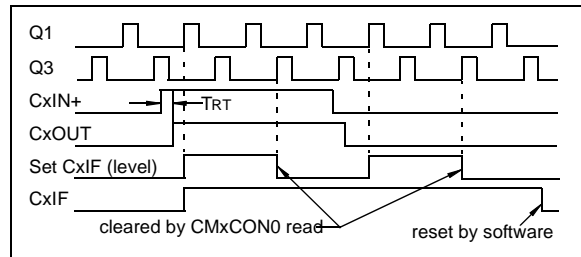 Q1
Q3
CxIN+
TRT
CxOUT
Set CxIF (level)
CxIF
cleared by CMxCON0 read
reset by software